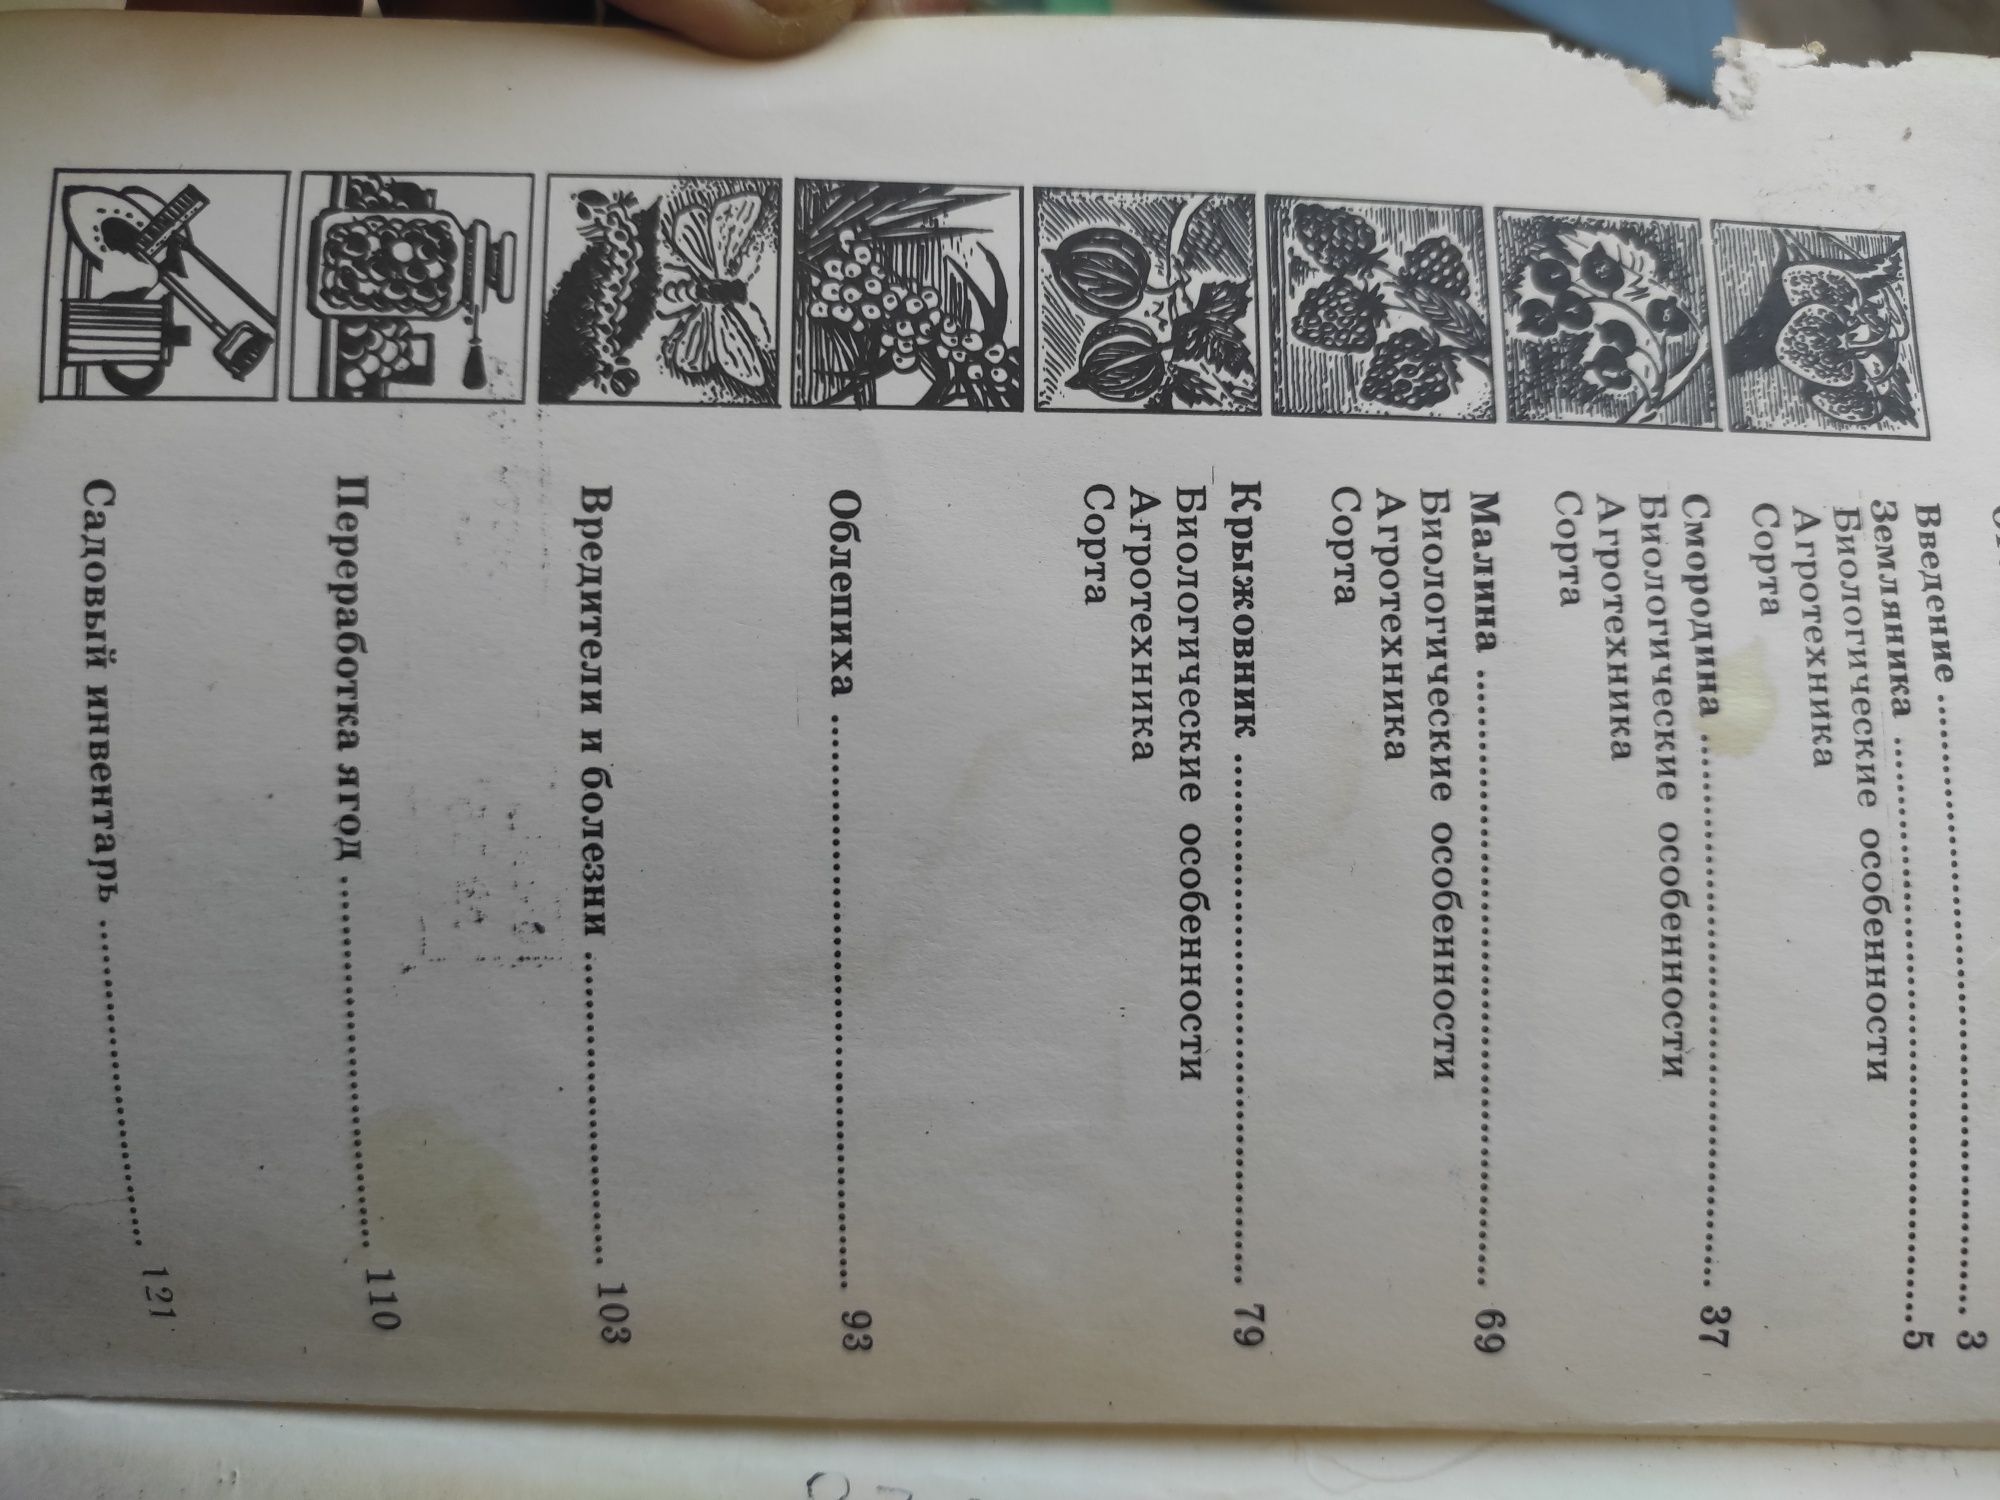 Введение ........ 3
Земляника ........ 5
Биологические особенности
Агротехника
Сорта
Смородина ........ 37
Биологические особенности
Агротехника
Сорта
Малина ........ 69
Биологические особенности
Агротехника
Сорта
Крыжовник ........ 79
Биологические особенности
Агротехника
Сорта
Облепиха ........ 93
Вредители и болезни ........ 103
Переработка ягод ........ 110
Садовый инвентарь ........ 121